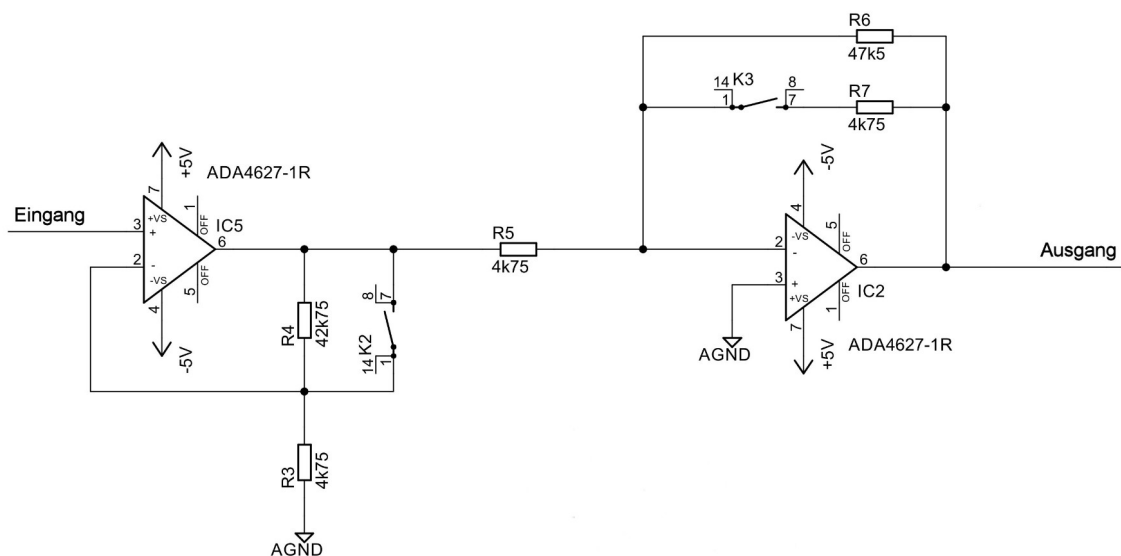 R6
47k5
14
K3
8
1
7
R7
4k75
+5V
ADA4627-1R
-5V
7
1
4
5
Eingang
+VS
OFF
IC5
-VS
OFF
3
+
6
R5
2
-
Ausgang
2
-
6
4k75
3
+
IC2
-VS
OFF
+VS
OFF
5
4
8
7
7
1
-5V
R4
42k75
K2
14
1
AGND
+5V
ADA4627-1R
R3
4k75
AGND